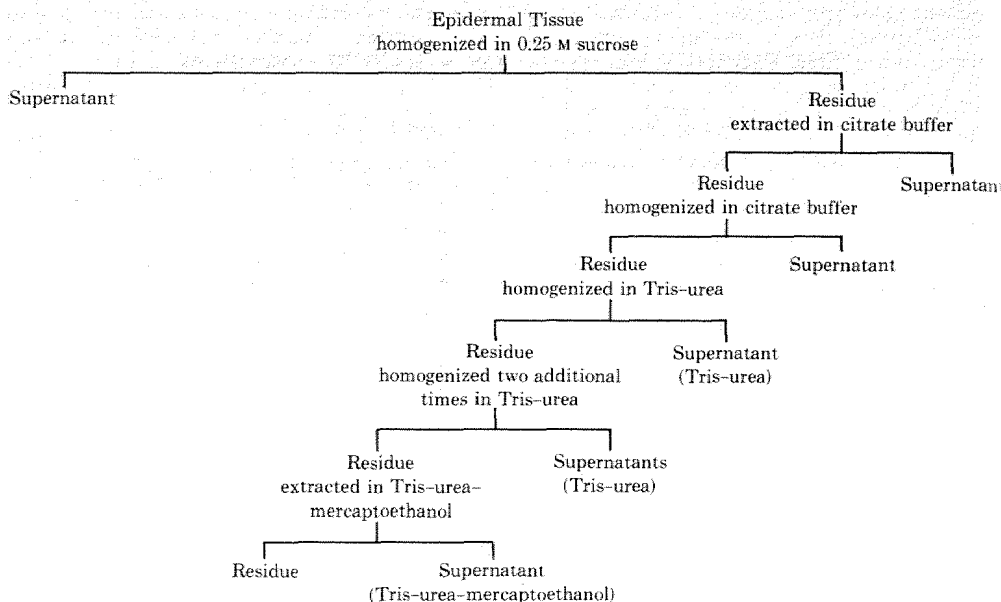 Epidermal Tissue
homogenized in 0.25 M sucrose
Supernatant
Residue
extracted in citrate buffer
Residue
homogenized in citrate buffer
Supernatan
Residue
homogenized in Tris-urea
Supernatant
Residue
homogenized two additional
times in Tris-urea
Supernatant
(Tris-urea)
Residue
extracted in Tris-urea-
mercaptoethanol
Supernatants
(Tris-urea)
Residue
Supernatant
(Tris-urea-mercaptoethanol)